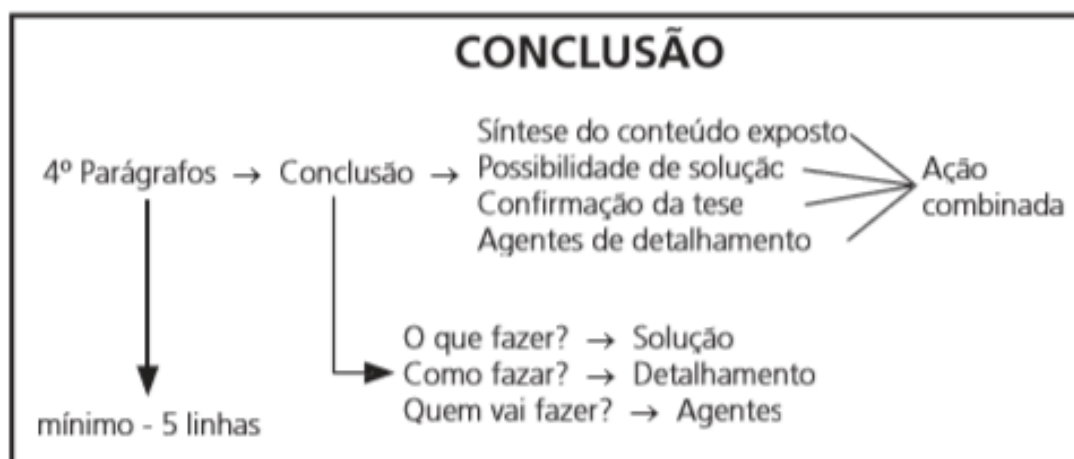 CONCLUSÃO
Síntese do conteúdo exposto
4º Parágrafos → Conclusão → Possibilidade de soluçãc Ação
Confirmação da tese combinada
Agentes de detalhamento
O que fazer? → Solução
Como fazar? → Detalhamento
Quem vai fazer? → Agentes
mínimo - 5 linhas